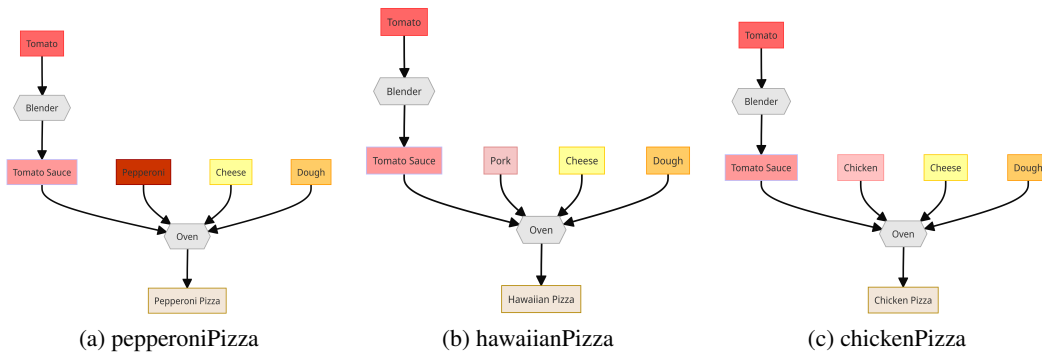 Tomato
Blender
Tomato Sauce
Pepperoni
Cheese
Dough
Oven
Pepperoni Pizza
(a) pepperoniPizza
Tomato
Blender
Tomato Sauce
Pork
Cheese
Dough
Oven
Hawaiian Pizza
(b) hawaiianPizza
Tomato
Blender
Tomato Sauce
Chicken
Cheese
Dough
Oven
Chicken Pizza
(c) chickenPizza